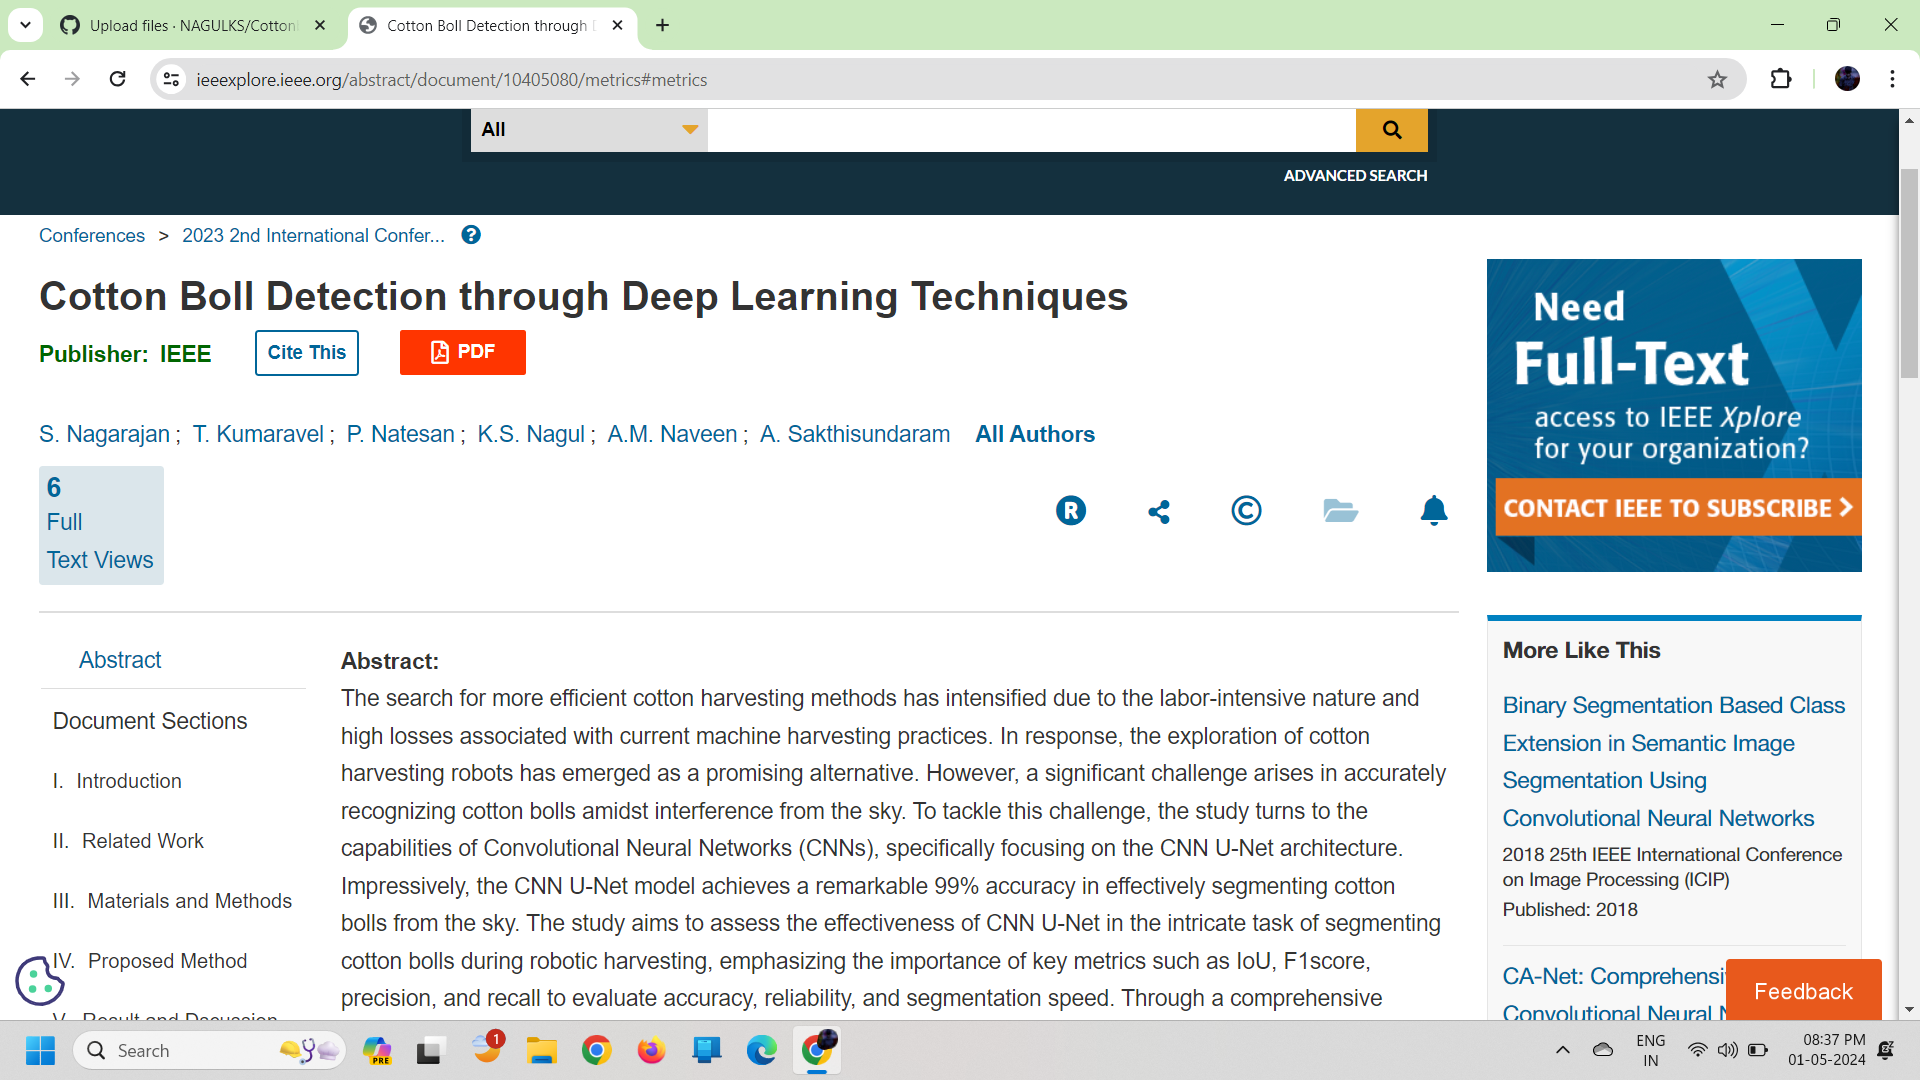 Upload files · NAGULKS/Cotton
Cotton Boll Detection through
ieeexplore.ieee.org/abstract/document/10405080/metrics#metrics
All
ADVANCED SEARCH
Conferences > 2023 2nd International Confer... ?
Cotton Boll Detection through Deep Learning Techniques
Publisher: IEEE
Cite This
PDF
S. Nagarajan ; T. Kumaravel ; P. Natesan ; K.S. Nagul ; A.M. Naveen ; A. Sakthisundaram All Authors
6
Full
Text Views
R
©
Need
Full-Text
access to IEEE Xplore
for your organization?
CONTACT IEEE TO SUBSCRIBE >
Abstract
Document Sections
I. Introduction
II. Related Work
III. Materials and Methods
IV. Proposed Method
V. Result and Discussion
Abstract:
The search for more efficient cotton harvesting methods has intensified due to the labor-intensive nature and
high losses associated with current machine harvesting practices. In response, the exploration of cotton
harvesting robots has emerged as a promising alternative. However, a significant challenge arises in accurately
recognizing cotton bolls amidst interference from the sky. To tackle this challenge, the study turns to the
capabilities of Convolutional Neural Networks (CNNs), specifically focusing on the CNN U-Net architecture.
Impressively, the CNN U-Net model achieves a remarkable 99% accuracy in effectively segmenting cotton
bolls from the sky. The study aims to assess the effectiveness of CNN U-Net in the intricate task of segmenting
cotton bolls during robotic harvesting, emphasizing the importance of key metrics such as IoU, F1score,
precision, and recall to evaluate accuracy, reliability, and segmentation speed. Through a comprehensive
More Like This
Binary Segmentation Based Class
Extension in Semantic Image
Segmentation Using
Convolutional Neural Networks
2018 25th IEEE International Conference
on Image Processing (ICIP)
Published: 2018
CA-Net: Comprehensi
Convolutional Neural N
Feedback
Search
PRE
1
ENG
IN
08:37 PM
01-05-2024